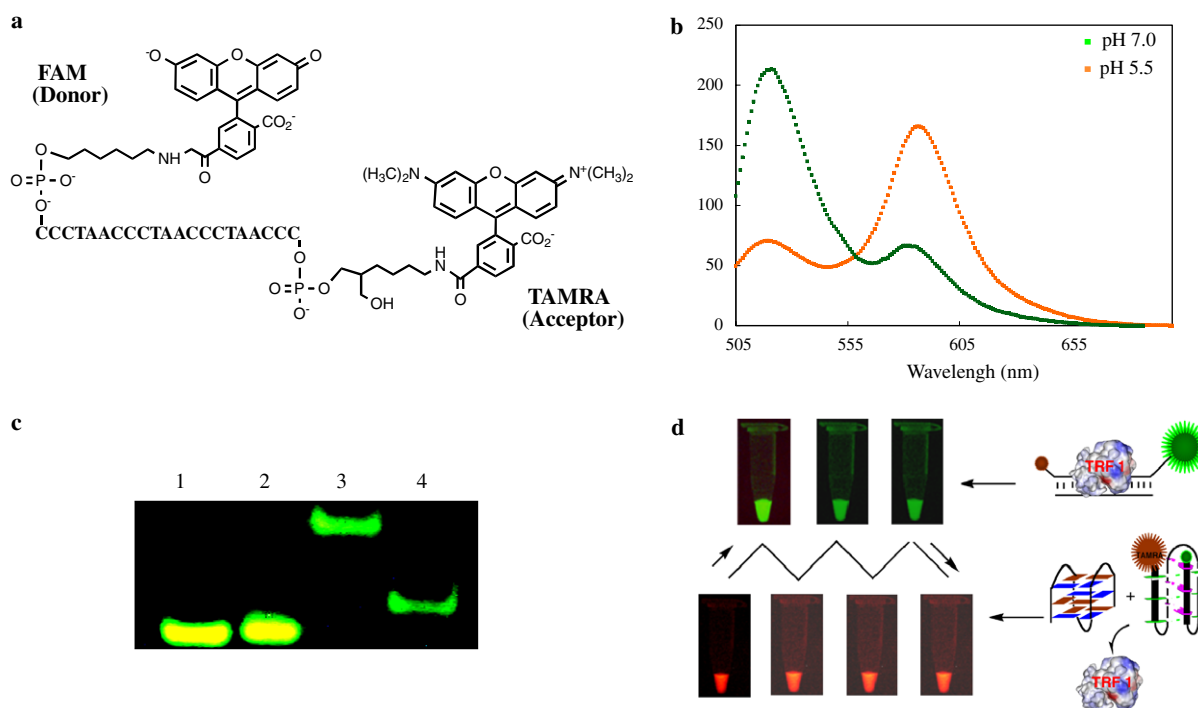 a
FAM
(Donor)
-O
O
O
CO2-
O
NH
O
O=P-O-
O-
CCCTAACCCTAACCCTAACCC
O
O=P-O
O-
OH
H
N
O
(H3C)2N
O
N+(CH3)2
CO2-
TAMRA
(Acceptor)
b
pH 7.0
pH 5.5
250
200
150
100
50
0
505
555
605
655
Wavelengh (nm)
c
1 2 3 4
d
TRF 1
TAMRA
+
TRF 1